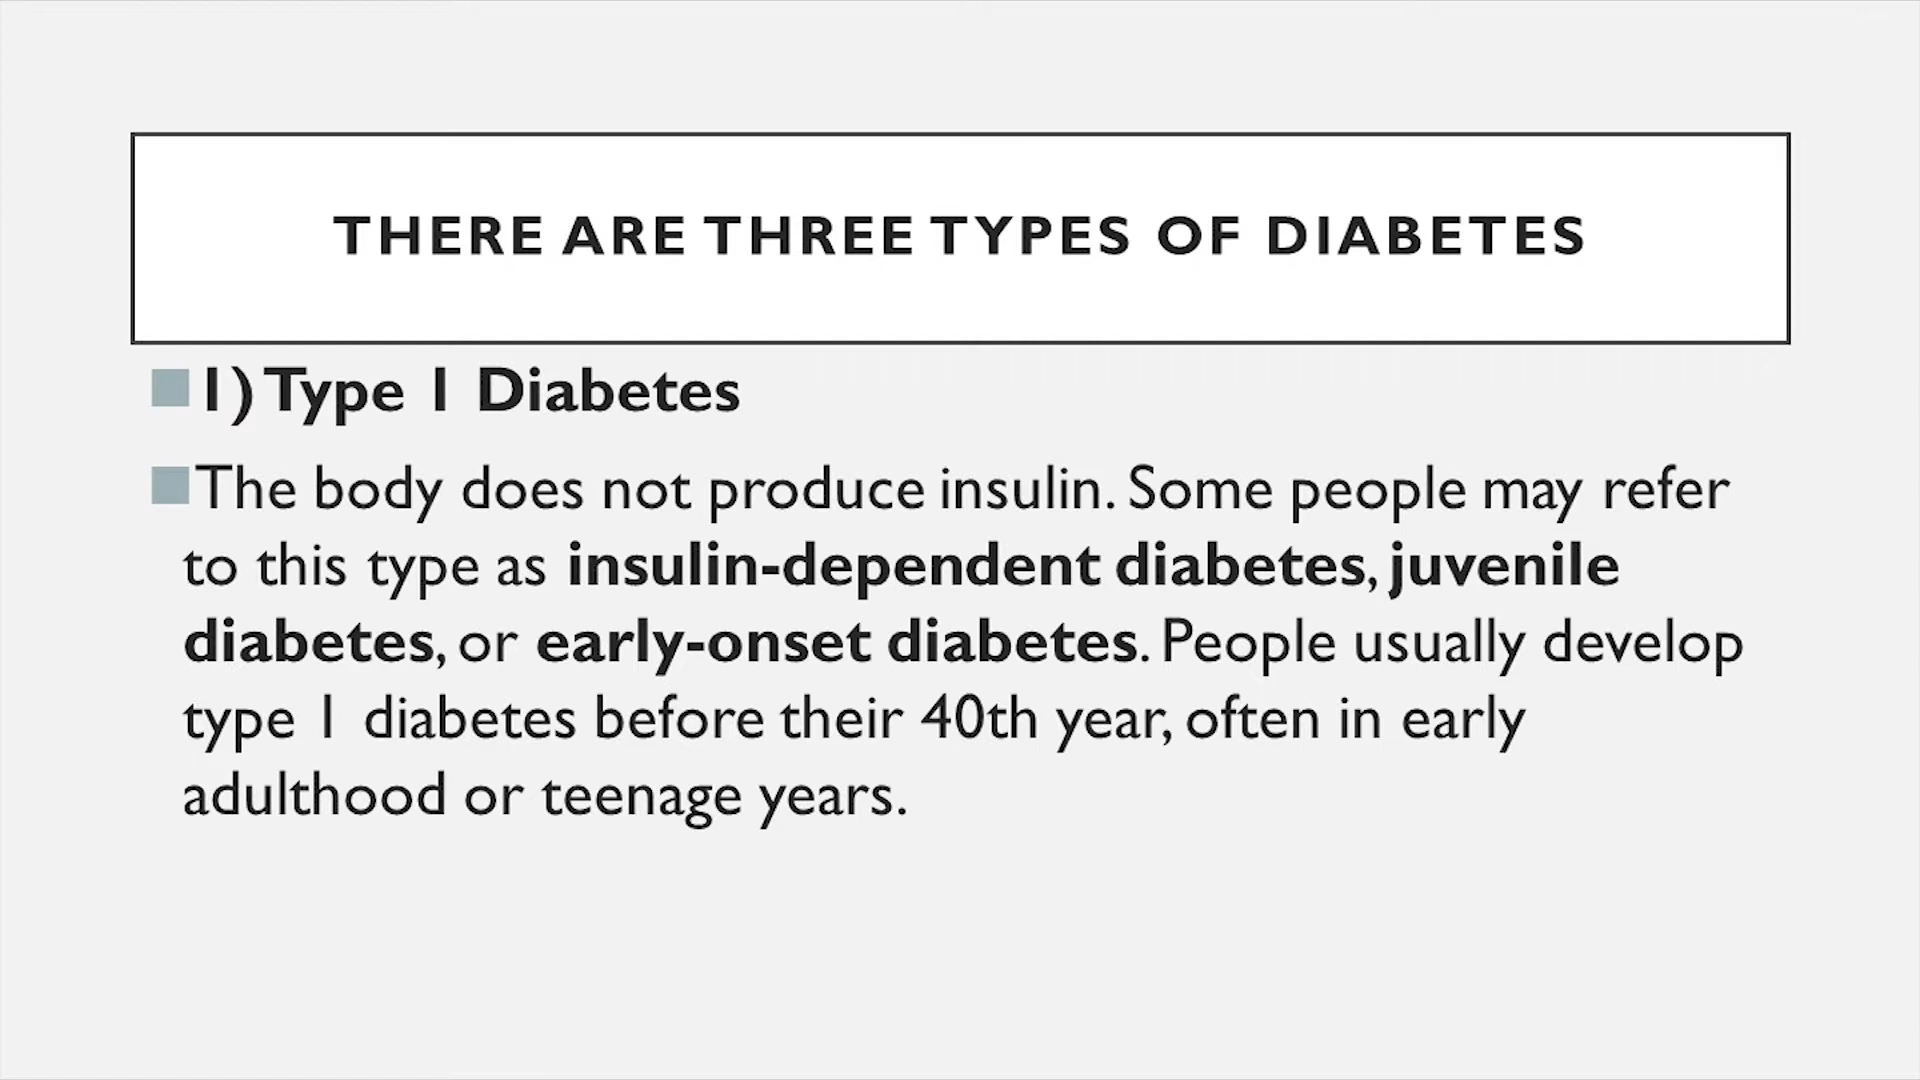 THERE ARE THREE TYPES OF DIABETES
1) Type 1 Diabetes
The body does not produce insulin. Some people may refer
to this type as insulin-dependent diabetes, juvenile
diabetes, or early-onset diabetes. People usually develop
type 1 diabetes before their 40th year, often in early
adulthood or teenage years.